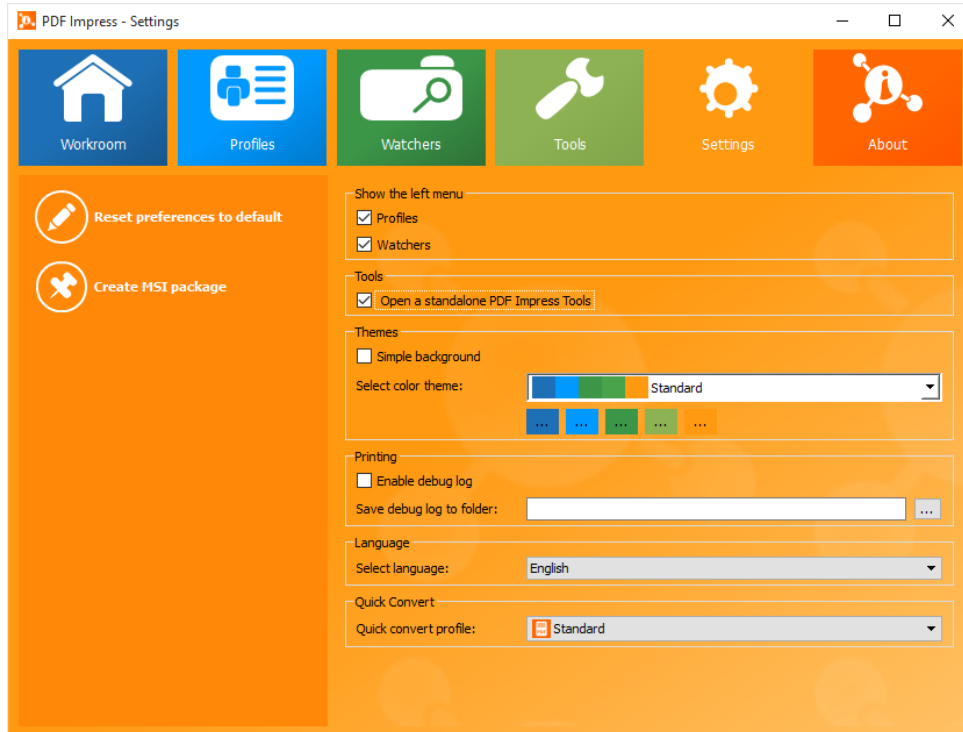 PDF Impress - Settings
Workroom
Profiles
Watchers
Tools
Settings
About
Reset preferences to default
Create MSI package
Show the left menu
Profiles
Watchers
Tools
Open a standalone PDF Impress Tools
Themes
Simple background
Select color theme:
Standard
... ... ... ... ...
Printing
Enable debug log
Save debug log to folder:
...
Language
Select language:
English
Quick Convert
Quick convert profile:
Standard